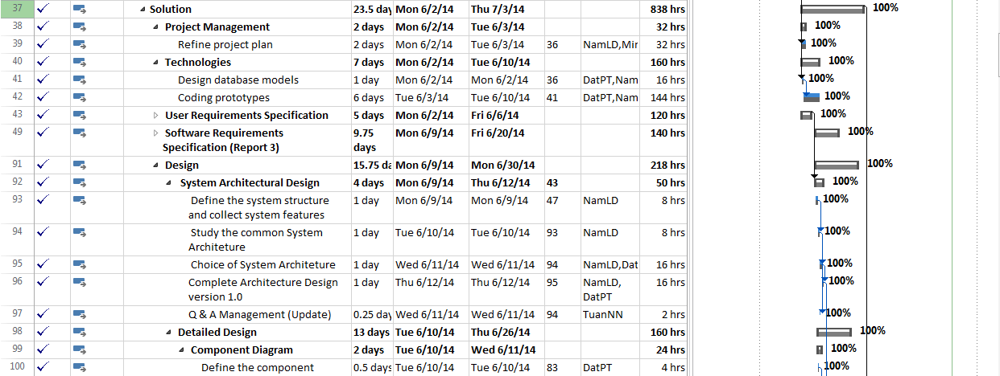 37 Solution 23.5 day Mon 6/2/14 Thu 7/3/14 838 hrs 100%
38 Project Management 2 days Mon 6/2/14 Tue 6/3/14 32 hrs 100%
39 Refine project plan 2 days Mon 6/2/14 Tue 6/3/14 36 NamLD,Mir 32 hrs 100%
40 Technologies 7 days Mon 6/2/14 Tue 6/10/14 160 hrs 100%
41 Design database models 1 day Mon 6/2/14 Mon 6/2/14 36 DatPT,Nam 16 hrs 100%
42 Coding prototypes 6 days Tue 6/3/14 Tue 6/10/14 41 DatPT,Nam 144 hrs 100%
43 User Requirements Specification 5 days Mon 6/2/14 Fri 6/6/14 120 hrs 100%
49 Software Requirements 9.75 Mon 6/9/14 Fri 6/20/14 140 hrs 100%
Specification (Report 3) days
91 Design 15.75 da Mon 6/9/14 Mon 6/30/14 218 hrs 100%
92 System Architectural Design 4 days Mon 6/9/14 Thu 6/12/14 43 50 hrs 100%
93 Define the system structure 1 day Mon 6/9/14 Mon 6/9/14 47 NamLD 8 hrs 100%
and collect system features
94 Study the common System 1 day Tue 6/10/14 Tue 6/10/14 93 NamLD 8 hrs 100%
Architeture
95 Choice of System Architeture 1 day Wed 6/11/14 Wed 6/11/14 94 NamLD,Dat 16 hrs 100%
96 Complete Architecture Design 1 day Thu 6/12/14 Thu 6/12/14 95 NamLD, 16 hrs 100%
version 1.0 DatPT
97 Q & A Management (Update) 0.25 day Wed 6/11/14 Wed 6/11/14 94 TuanNN 2 hrs 100%
98 Detailed Design 13 days Tue 6/10/14 Thu 6/26/14 160 hrs 100%
99 Component Diagram 2 days Tue 6/10/14 Wed 6/11/14 24 hrs 100%
100 Define the component 0.5 days Tue 6/10/14 Tue 6/10/14 83 DatPT 4 hrs 100%